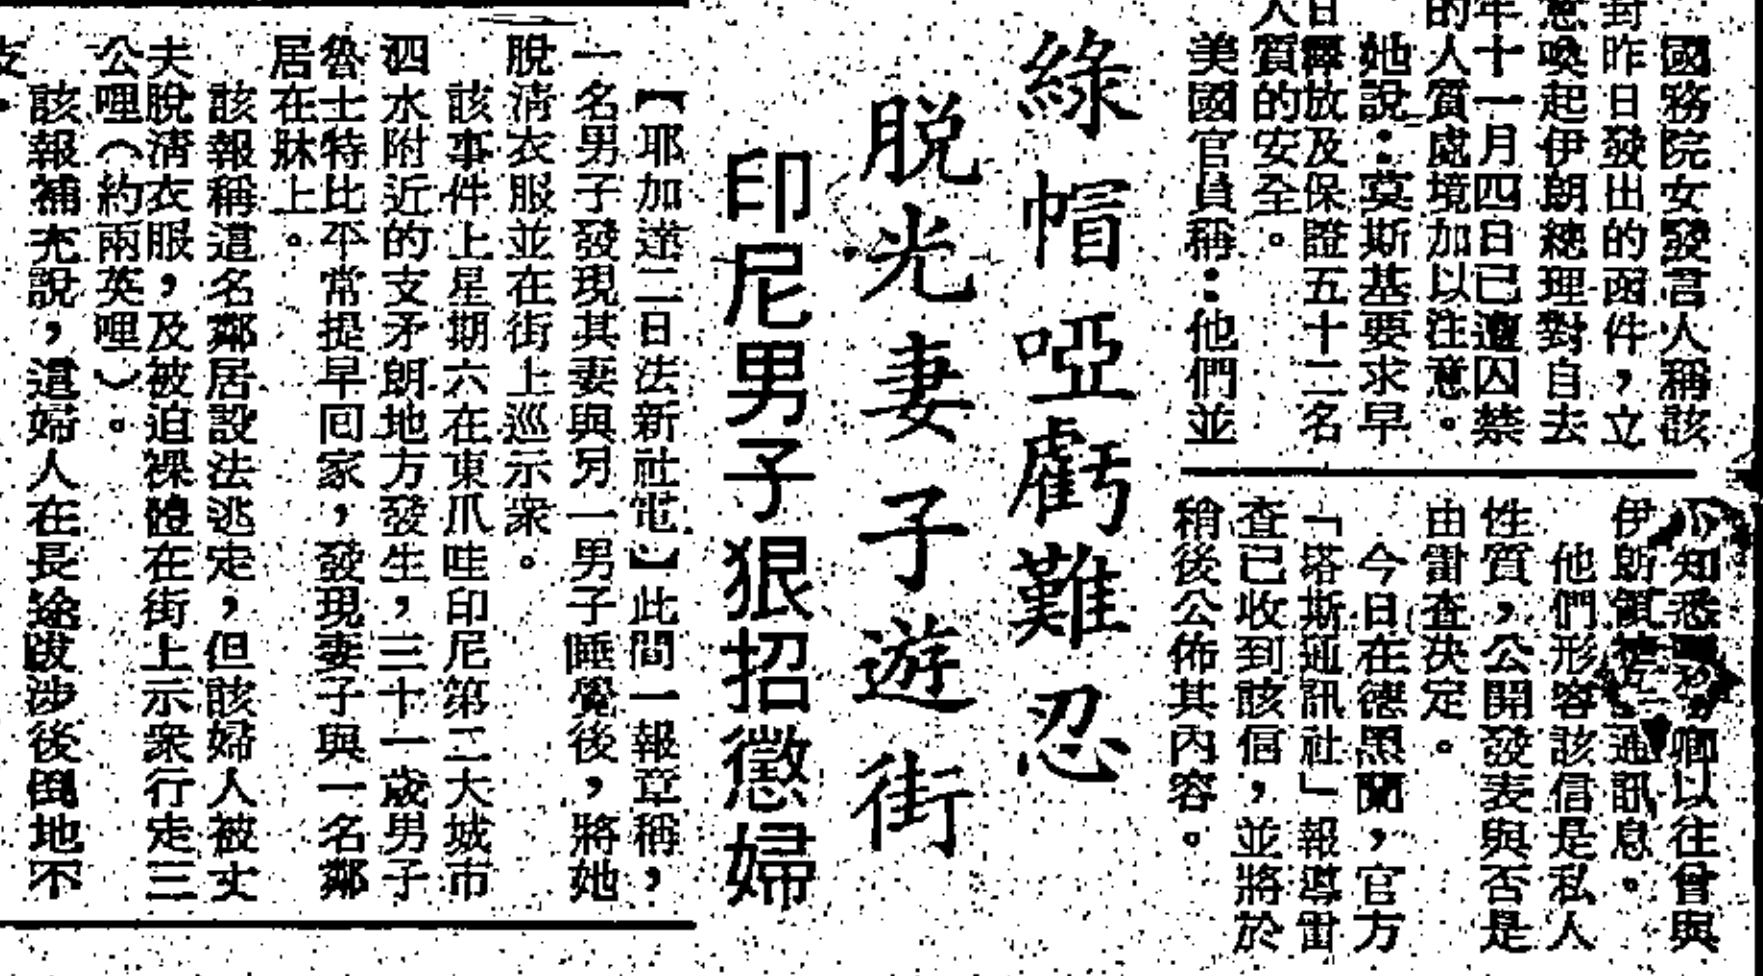 國務院女發言人稱該
封昨日發出的函件，立
意喚起伊朗總理對自去
年十一月四日已遭囚禁
的人質處境加以注意。
她說：莫斯基要求早
日釋放及保證五十二名
人質的安全。
美國官員稱：他們並
不知悉卿以往曾與
伊斯通訊息。
他們形容該信是私人
性質，公開發表與否是
由雷查決定。
今日在德黑蘭，官方
「塔斯通訊社」報導雷
查已收到該信，並將於
稍後公佈其內容。
綠帽啞虧難忍
脫光妻子遊街
印尼男子狠招懲婦
【耶加達二日法新社電】此間一報章稱，
一名男子發現其妻與另一男子睡覺後，將她
脫清衣服並在街上巡示衆。
該事件上星期六在東爪哇印尼第二大城市
泗水附近的支矛朗地方發生，三十一歲男子
魯士特比平常提早回家，發現妻子與一名鄰
居在牀上。
該報稱這名鄰居設法逃走，但該婦人被丈
夫脫清衣服，及被迫裸體在街上示衆行走三
公哩（約兩英哩）。
該報補充說，這婦人在長途跋涉後倒地不
支。